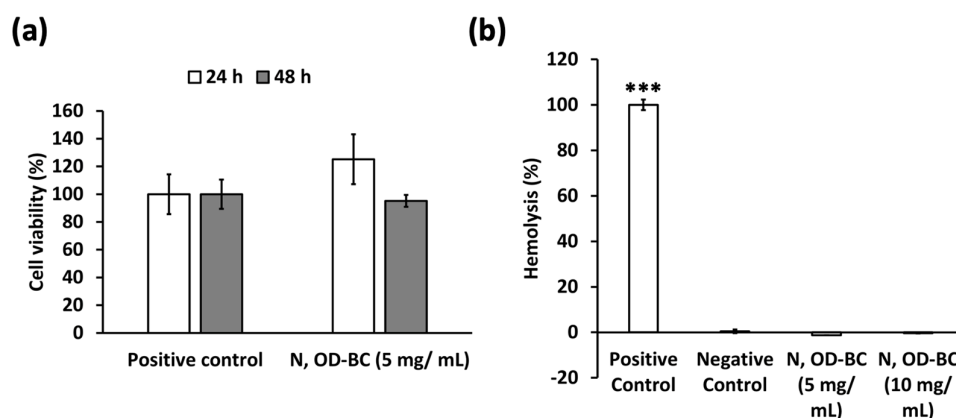 (a)
24 h 48 h
Cell viability (%)
160
140
120
100
80
60
40
20
0
Positive control N, OD-BC (5 mg/ mL)
(b)
Hemolysis (%)
120
100
80
60
40
20
0
-20
***
Positive Control
Negative Control
N, OD-BC (5 mg/ mL)
N, OD-BC (10 mg/ mL)